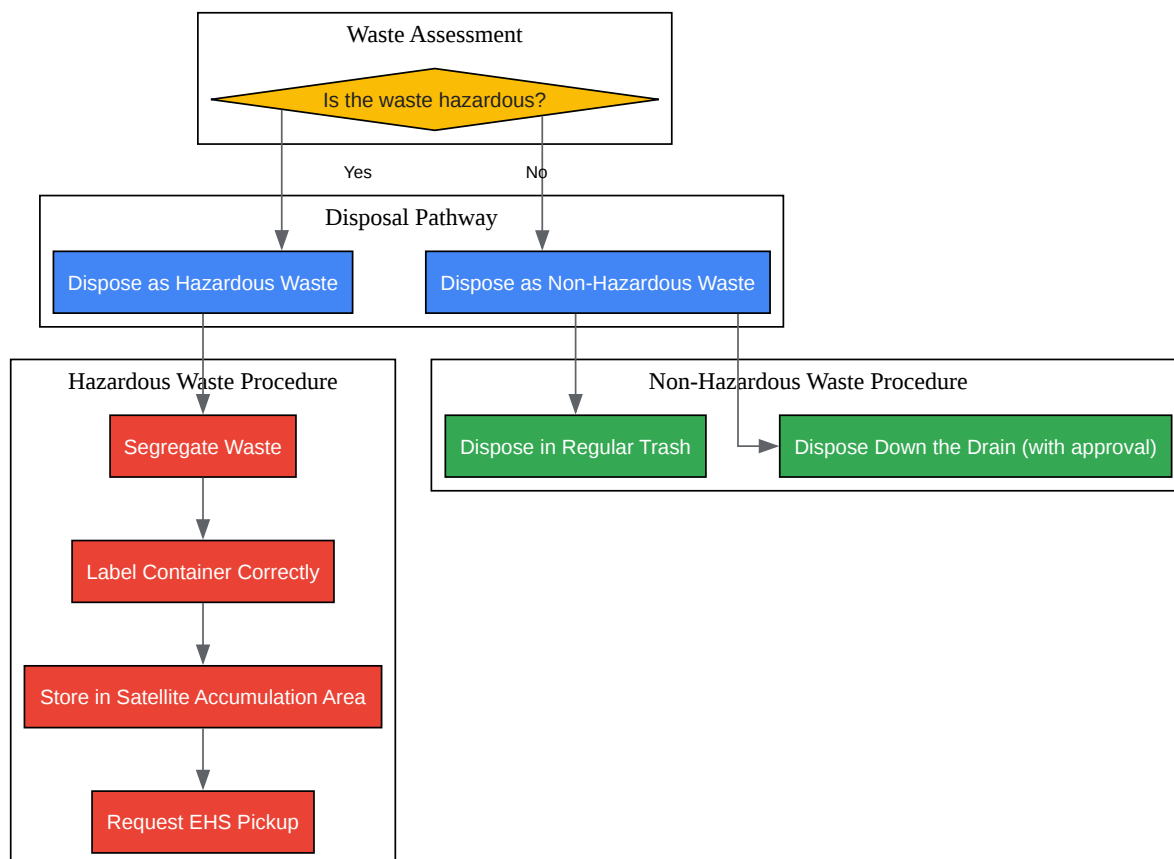 Waste Assessment
Is the waste hazardous?
Yes
No
Disposal Pathway
Dispose as Hazardous Waste
Dispose as Non-Hazardous Waste
Hazardous Waste Procedure
Non-Hazardous Waste Procedure
Segregate Waste
Dispose in Regular Trash
Dispose Down the Drain (with approval)
Label Container Correctly
Store in Satellite Accumulation Area
Request EHS Pickup